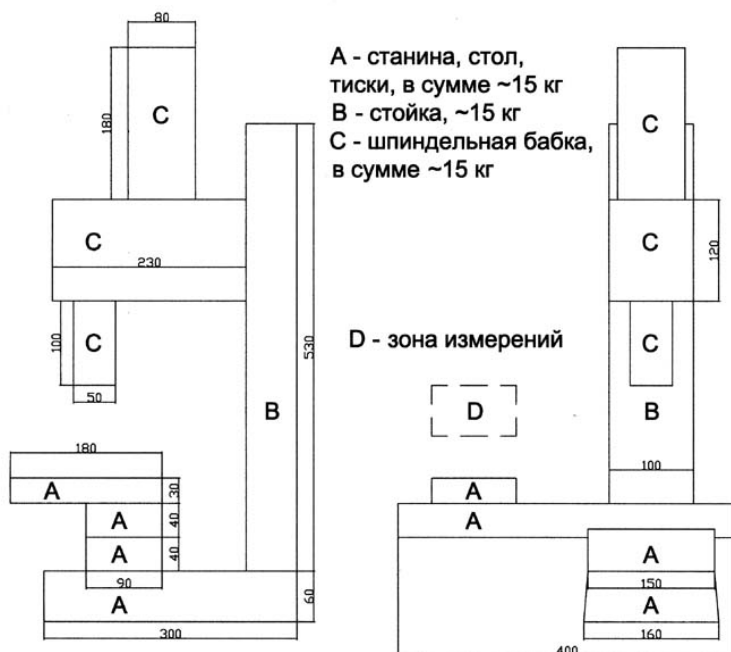 80
A - станина, стол,
тиски, в сумме ~15 кг
B - стойка, ~15 кг
C - шпиндельная бабка,
в сумме ~15 кг
180
C
C
C
230
C
120
100
C
50
530
C
D - зона измерений
B
D
B
180
100
A
30
A
A
40
A
A
40
A
90
150
A
60
A
300
160
400